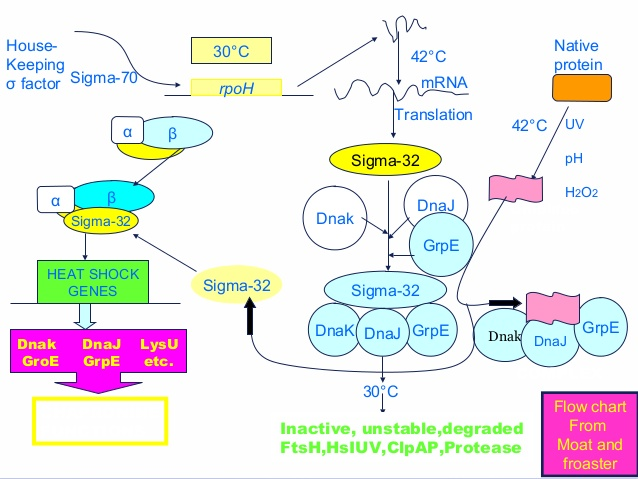 House-
Keeping
σ factor
Sigma-70
30°C
rpoH
42°C
mRNA
Translation
Native
protein
42°C
UV
pH
H2O2
α
β
Sigma-32
Dnak
DnaJ
GrpE
α
β
Sigma-32
HEAT SHOCK
GENES
Sigma-32
Sigma-32
DnaK
DnaJ
GrpE
Dnak
DnaJ
GrpE
Dnak DnaJ LysU
GroE GrpE etc.
30°C
Inactive, unstable,degraded
FtsH,HslUV,ClpAP,Protease
Flow chart
From
Moat and
froaster